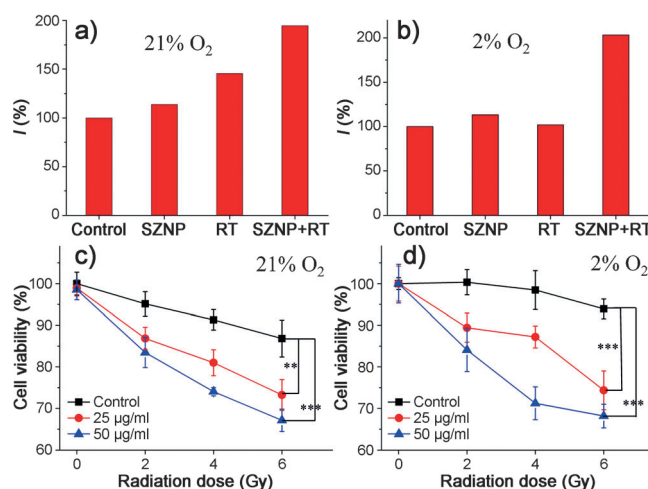 a) 21% O2
I (%)
200
150
100
50
0
Control SZNP RT SZNP+RT
b) 2% O2
I (%)
200
150
100
50
0
Control SZNP RT SZNP+RT
c) 21% O2
Cell viability (%)
100
90
80
70
60
**
***
Control
25 µg/ml
50 µg/ml
0 2 4 6
Radiation dose (Gy)
d) 2% O2
Cell viability (%)
100
90
80
70
60
***
***
Control
25 µg/ml
50 µg/ml
0 2 4 6
Radiation dose (Gy)